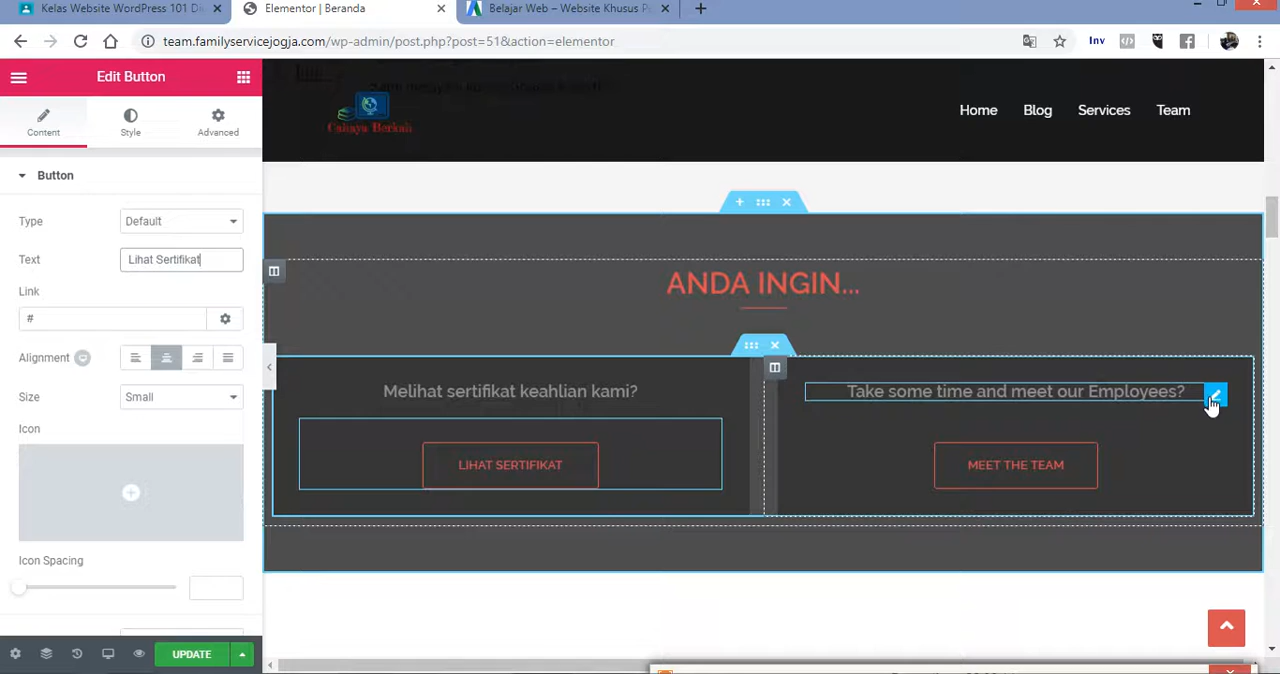 Kelas Website WordPress 101 D
Elementor | Beranda
Belajar Web – Website Khusus P
team.familyservicejogja.com/wp-admin/post.php?post=51&action=elementor
Inv
Edit Button
Content
Style
Advanced
Button
Type
Default
Text
Lihat Sertifikat
Link
#
Alignment
Size
Small
Icon
Icon Spacing
UPDATE
Cahaya Berkah
Home
Blog
Services
Team
ANDA INGIN...
Melihat sertifikat keahlian kami?
LIHAT SERTIFIKAT
Take some time and meet our Employees?
MEET THE TEAM